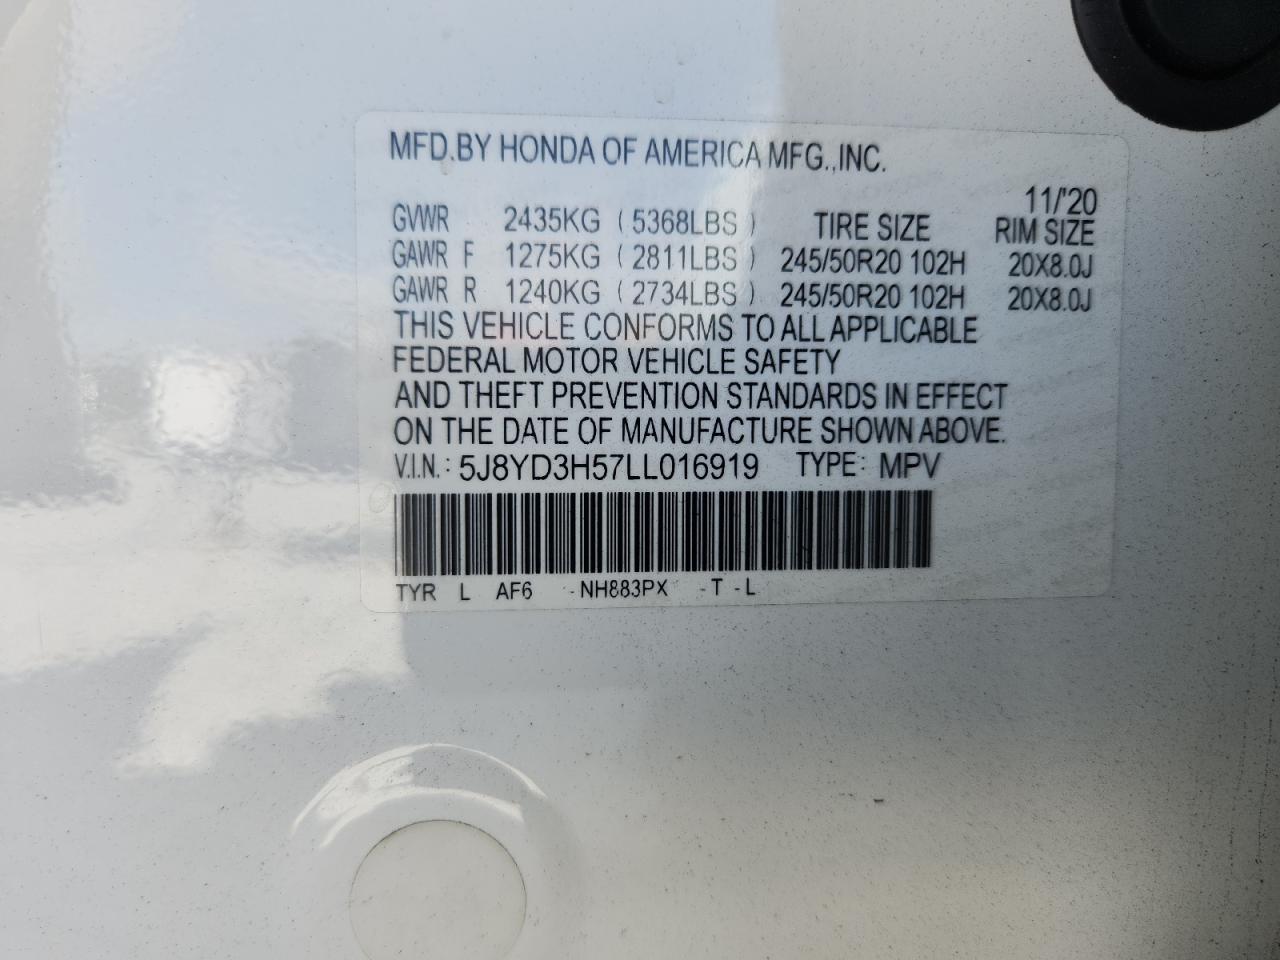 MFD.BY HONDA OF AMERICA MFG.,INC.
11/'20
GVWR 2435KG (5368LBS) TIRE SIZE RIM SIZE
GAWR F 1275KG (2811LBS) 245/50R20 102H 20X8.0J
GAWR R 1240KG (2734LBS) 245/50R20 102H 20X8.0J
THIS VEHICLE CONFORMS TO ALL APPLICABLE
FEDERAL MOTOR VEHICLE SAFETY
AND THEFT PREVENTION STANDARDS IN EFFECT
ON THE DATE OF MANUFACTURE SHOWN ABOVE.
V.I.N.: 5J8YD3H57LL016919 TYPE: MPV
TYR L AF6 -NH883PX -T -L